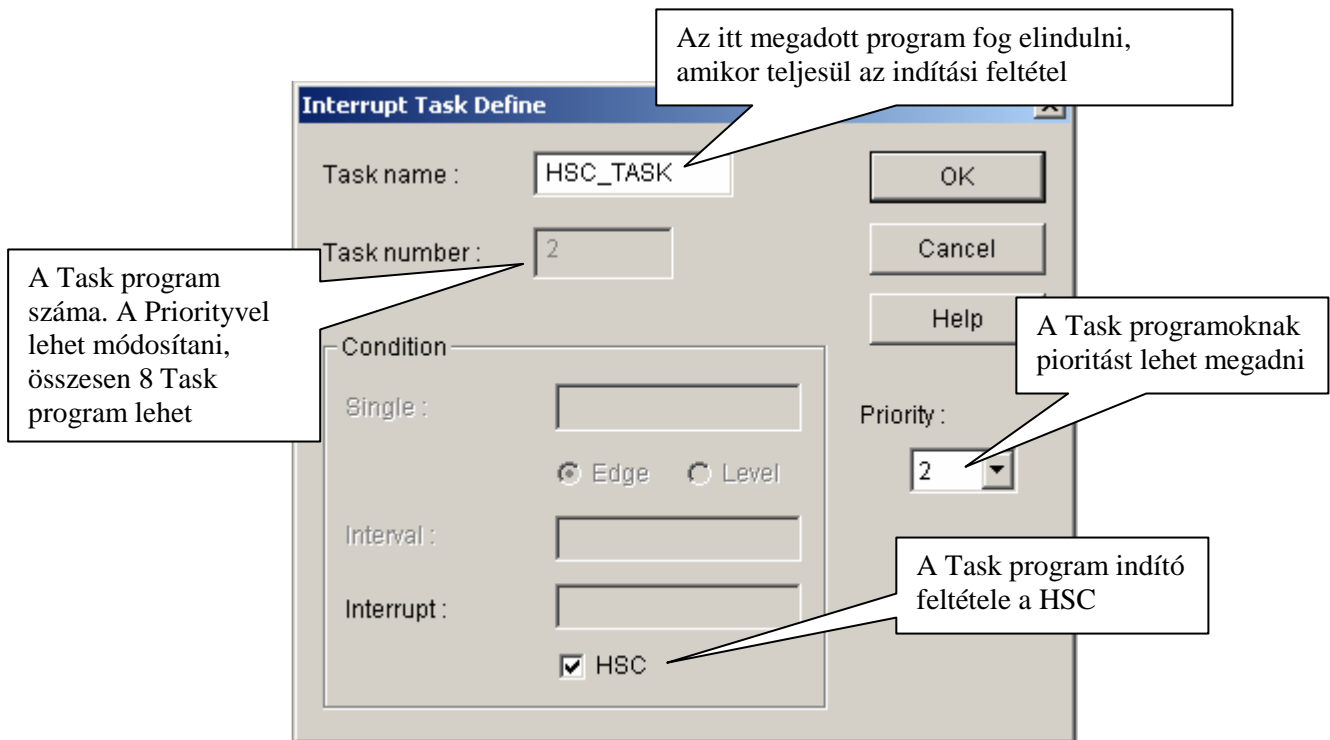 Az itt megadott program fog elindulni,
amikor teljesül az indítási feltétel
Interrupt Task Define
Task name :
HSC_TASK
OK
Task number :
2
Cancel
A Task program
száma. A Priorityvel
lehet módosítani,
összesen 8 Task
program lehet
Help
A Task programoknak
pioritást lehet megadni
Condition
Single :
Priority :
2
Edge
Level
Interval :
A Task program indító
feltétele a HSC
Interrupt :
HSC